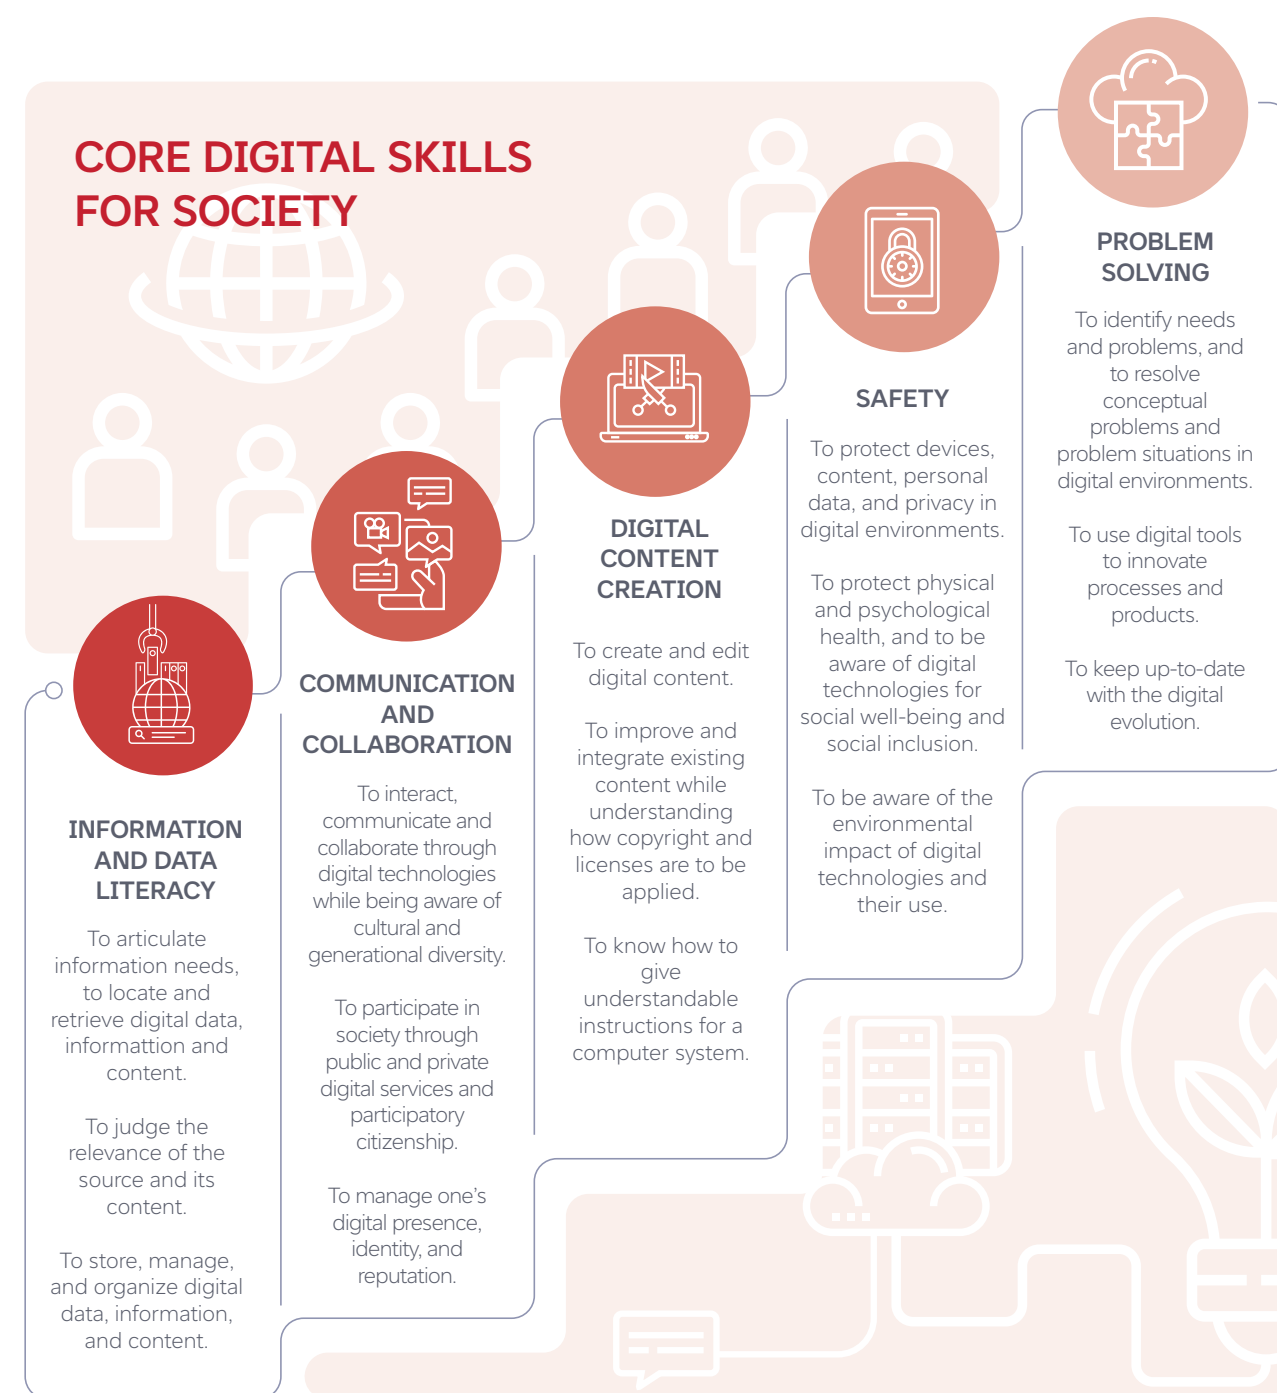 CORE DIGITAL SKILLS
FOR SOCIETY
INFORMATION
AND DATA
LITERACY
To articulate
information needs,
to locate and
retrieve digital data,
informattion and
content.
To judge the
relevance of the
source and its
content.
To store, manage,
and organize digital
data, information,
and content.
COMMUNICATION
AND
COLLABORATION
To interact,
communicate and
collaborate through
digital technologies
while being aware of
cultural and
generational diversity.
To participate in
society through
public and private
digital services and
participatory
citizenship.
To manage one’s
digital presence,
identity, and
reputation.
DIGITAL
CONTENT
CREATION
To create and edit
digital content.
To improve and
integrate existing
content while
understanding
how copyright and
licenses are to be
applied.
To know how to
give
understandable
instructions for a
computer system.
SAFETY
To protect devices,
content, personal
data, and privacy in
digital environments.
To protect physical
and psychological
health, and to be
aware of digital
technologies for
social well-being and
social inclusion.
To be aware of the
environmental
impact of digital
technologies and
their use.
PROBLEM
SOLVING
To identify needs
and problems, and
to resolve
conceptual
problems and
problem situations in
digital environments.
To use digital tools
to innovate
processes and
products.
To keep up-to-date
with the digital
evolution.